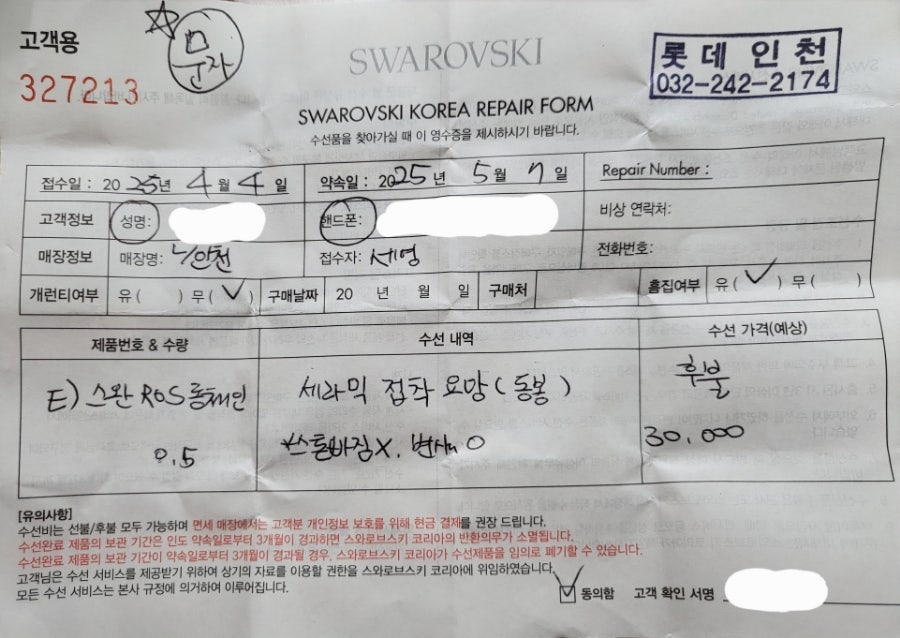 고객용
문자
SWAROVSKI
롯데인천
032-242-2174
327213
SWAROVSKI KOREA REPAIR FORM
수선품을 찾아가실 때 이 영수증을 제시하시기 바랍니다.
접수일 : 2025년 4월 4일 약속일 : 2025년 5월 7일 Repair Number :
고객정보 성명: 핸드폰: 비상 연락처:
매장정보 매장명: 접수자: 세영 전화번호:
개런티여부 유 ( ) 무 ( ✓ ) 구매날짜 20 년 월 일 구매처 흠집여부 유 ( ✓ ) 무 ( )
제품번호 & 수량 수선 내역 수선 가격(예상)
E) 스완 ROS 롱체인 세라믹 접착 요망 (동봉) 후불
0.5 *스톤빠짐X. 변색 O 30,000
[유의사항]
수선비는 선불/후불 모두 가능하며 면세 매장에서는 고객분 개인정보 보호를 위해 현금 결제를 권장 드립니다.
수선완료 제품의 보관 기간은 인도 약속일로부터 3개월이 경과하면 스와로브스키 코리아의 반환의무가 소멸됩니다.
수선완료 제품의 보관 기간이 약속일로부터 3개월이 경과될 경우, 스와로브스키 코리아가 수선제품을 임의로 폐기할 수 있습니다.
고객님은 수선 서비스를 제공받기 위하여 상기의 자료를 이용할 권한을 스와로브스키 코리아에 위임하였습니다.
모든 수선 서비스는 본사 규정에 의거하여 이루어집니다.
✓ 동의함 고객 확인 서명